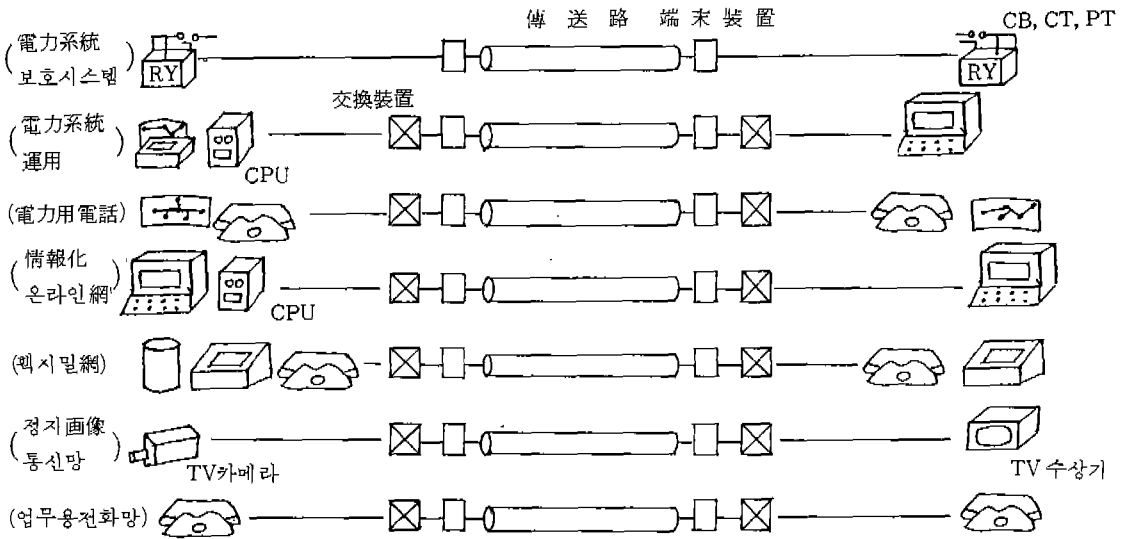 傳送路 端末装置 CB, CT, PT
(電力系統
보호시스템)
RY
RY
交換裝置
(電力系統
運用)
CPU
(電力用電話)
(情報化
온라인網)
CPU
(팩시밀網)
(정지画像
통신망)
TV카메라
TV 수상기
(업무용전화망)